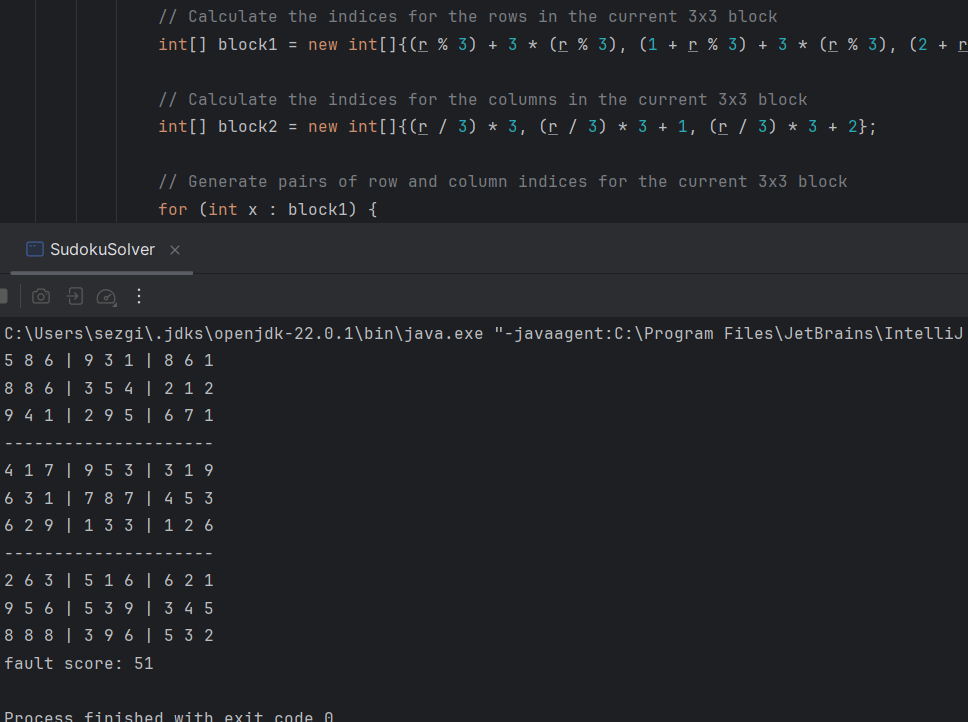 // Calculate the indices for the rows in the current 3x3 block
int[] block1 = new int[]{(r % 3) + 3 * (r % 3), (1 + r % 3) + 3 * (r % 3), (2 + r
// Calculate the indices for the columns in the current 3x3 block
int[] block2 = new int[]{(r / 3) * 3, (r / 3) * 3 + 1, (r / 3) * 3 + 2};
// Generate pairs of row and column indices for the current 3x3 block
for (int x : block1) {
SudokuSolver
C:\Users\sezgi\.jdks\openjdk-22.0.1\bin\java.exe "-javaagent:C:\Program Files\JetBrains\IntelliJ
5 8 6 | 9 3 1 | 8 6 1
8 8 6 | 3 5 4 | 2 1 2
9 4 1 | 2 9 5 | 6 7 1
---------------------
4 1 7 | 9 5 3 | 3 1 9
6 3 1 | 7 8 7 | 4 5 3
6 2 9 | 1 3 3 | 1 2 6
---------------------
2 6 3 | 5 1 6 | 6 2 1
9 5 6 | 5 3 9 | 3 4 5
8 8 8 | 3 9 6 | 5 3 2
fault score: 51
Process finished with exit code 0